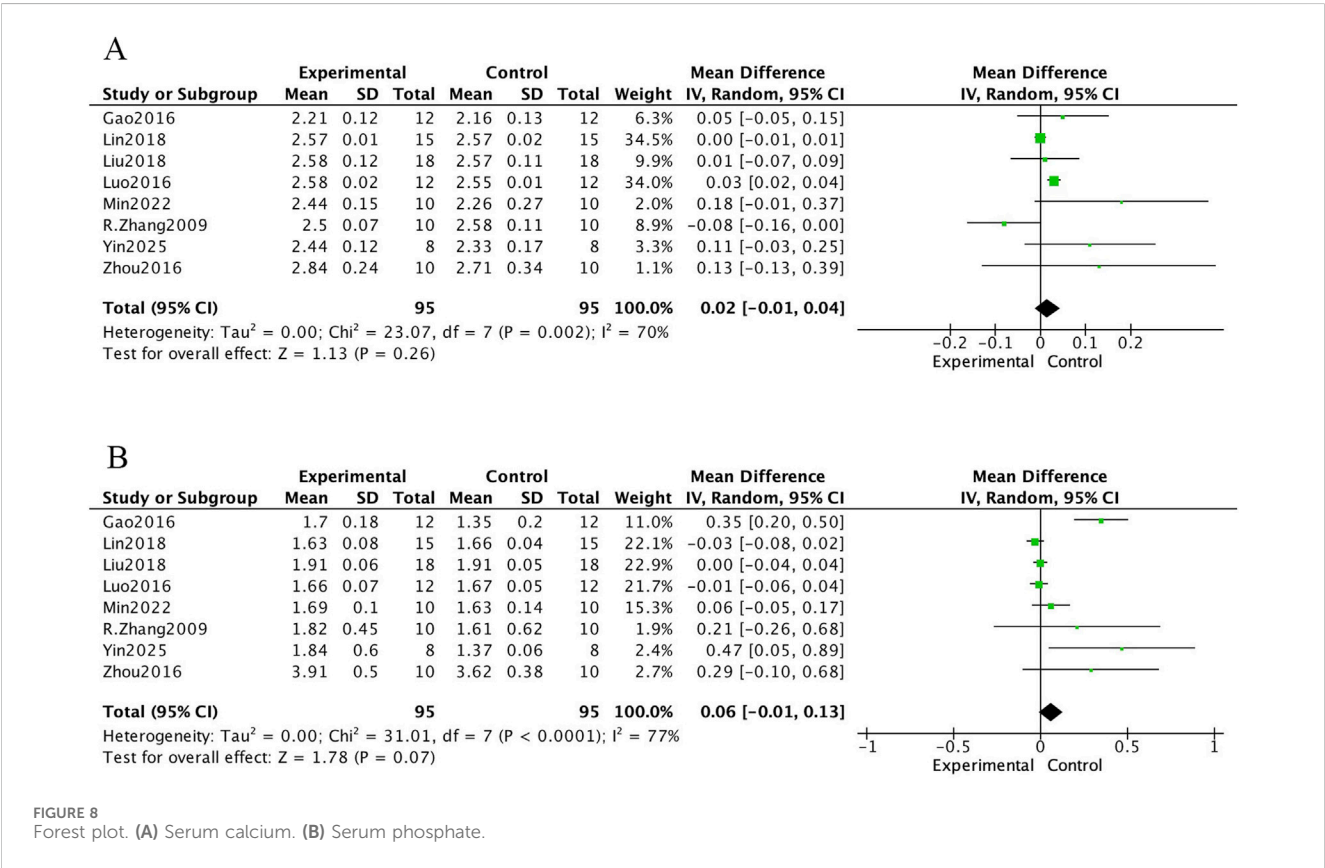 A
Experimental Control Mean Difference Mean Difference
Study or Subgroup Mean SD Total Mean SD Total Weight IV, Random, 95% CI IV, Random, 95% CI
Gao2016 2.21 0.12 12 2.16 0.13 12 6.3% 0.05 [-0.05, 0.15]
Lin2018 2.57 0.01 15 2.57 0.02 15 34.5% 0.00 [-0.01, 0.01]
Liu2018 2.58 0.12 18 2.57 0.11 18 9.9% 0.01 [-0.07, 0.09]
Luo2016 2.58 0.02 12 2.55 0.01 12 34.0% 0.03 [0.02, 0.04]
Min2022 2.44 0.15 10 2.26 0.27 10 2.0% 0.18 [-0.01, 0.37]
R.Zhang2009 2.5 0.07 10 2.58 0.11 10 8.9% -0.08 [-0.16, 0.00]
Yin2025 2.44 0.12 8 2.33 0.17 8 3.3% 0.11 [-0.03, 0.25]
Zhou2016 2.84 0.24 10 2.71 0.34 10 1.1% 0.13 [-0.13, 0.39]
Total (95% CI) 95 95 100.0% 0.02 [-0.01, 0.04]
Heterogeneity: Tau² = 0.00; Chi² = 23.07, df = 7 (P = 0.002); I² = 70%
Test for overall effect: Z = 1.13 (P = 0.26)
-0.2 -0.1 0 0.1 0.2
Experimental Control
B
Experimental Control Mean Difference Mean Difference
Study or Subgroup Mean SD Total Mean SD Total Weight IV, Random, 95% CI IV, Random, 95% CI
Gao2016 1.7 0.18 12 1.35 0.2 12 11.0% 0.35 [0.20, 0.50]
Lin2018 1.63 0.08 15 1.66 0.04 15 22.1% -0.03 [-0.08, 0.02]
Liu2018 1.91 0.06 18 1.91 0.05 18 22.9% 0.00 [-0.04, 0.04]
Luo2016 1.66 0.07 12 1.67 0.05 12 21.7% -0.01 [-0.06, 0.04]
Min2022 1.69 0.1 10 1.63 0.14 10 15.3% 0.06 [-0.05, 0.17]
R.Zhang2009 1.82 0.45 10 1.61 0.62 10 1.9% 0.21 [-0.26, 0.68]
Yin2025 1.84 0.6 8 1.37 0.06 8 2.4% 0.47 [0.05, 0.89]
Zhou2016 3.91 0.5 10 3.62 0.38 10 2.7% 0.29 [-0.10, 0.68]
Total (95% CI) 95 95 100.0% 0.06 [-0.01, 0.13]
Heterogeneity: Tau² = 0.00; Chi² = 31.01, df = 7 (P < 0.0001); I² = 77%
Test for overall effect: Z = 1.78 (P = 0.07)
-1 -0.5 0 0.5 1
Experimental Control
FIGURE 8
Forest plot. (A) Serum calcium. (B) Serum phosphate.